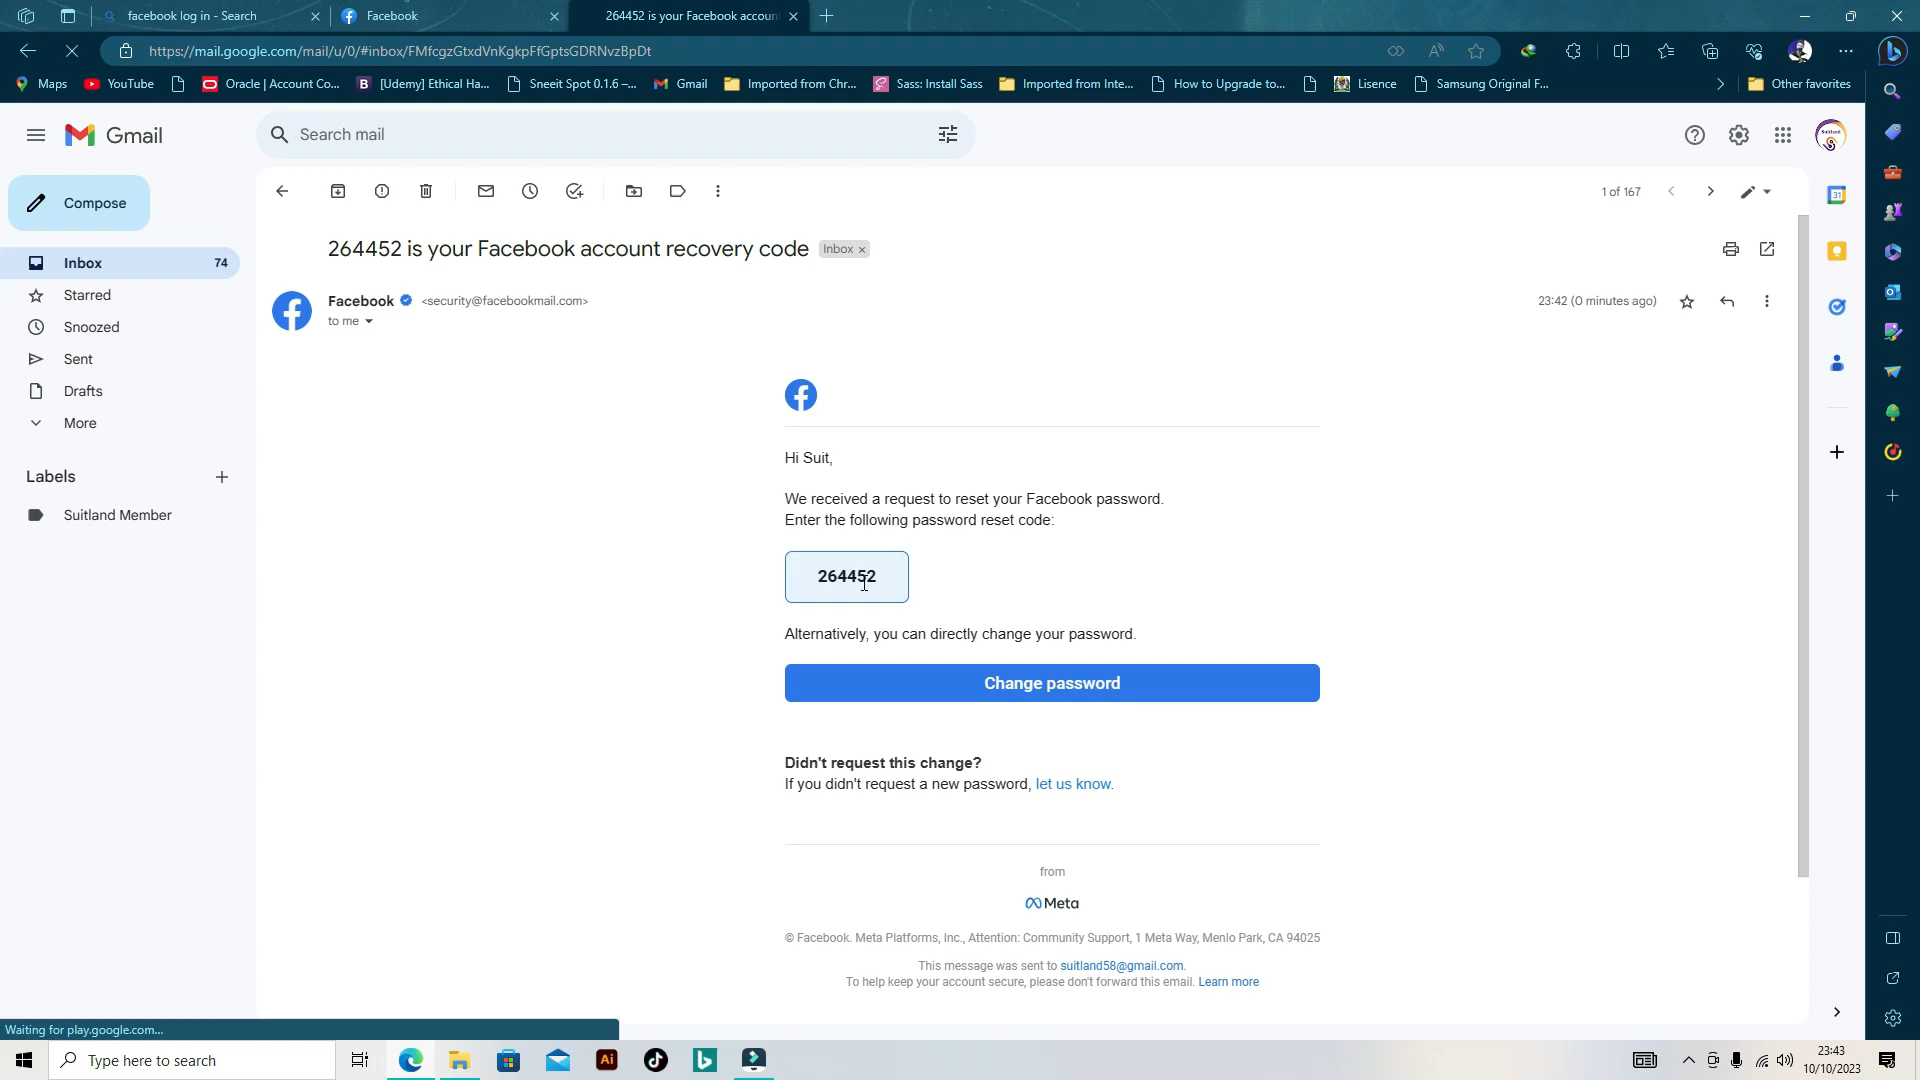 facebook log in - Search
Facebook
264452 is your Facebook accoun
https://mail.google.com/mail/u/0/#inbox/FMfcgzGtxdVnKgkpFfGptsGDRNvzBpDt
Maps
YouTube
Oracle | Account Co...
[Udemy] Ethical Ha...
Sneeit Spot 0.1.6 –...
Gmail
Imported from Chr...
Sass: Install Sass
Imported from Inte...
How to Upgrade to...
Lisence
Samsung Original F...
Other favorites
Gmail
Search mail
Compose
1 of 167
264452 is your Facebook account recovery code
Inbox x
Inbox 74
Starred
Snoozed
Sent
Drafts
More
Labels
Suitland Member
Facebook <security@facebookmail.com>
23:42 (0 minutes ago)
to me
Hi Suit,
We received a request to reset your Facebook password.
Enter the following password reset code:
264452
Alternatively, you can directly change your password.
Change password
Didn't request this change?
If you didn't request a new password, let us know.
from
Meta
© Facebook. Meta Platforms, Inc., Attention: Community Support, 1 Meta Way, Menlo Park, CA 94025
This message was sent to suitland58@gmail.com.
To help keep your account secure, please don't forward this email. Learn more
Waiting for play.google.com...
Type here to search
Ai
23:43
10/10/2023